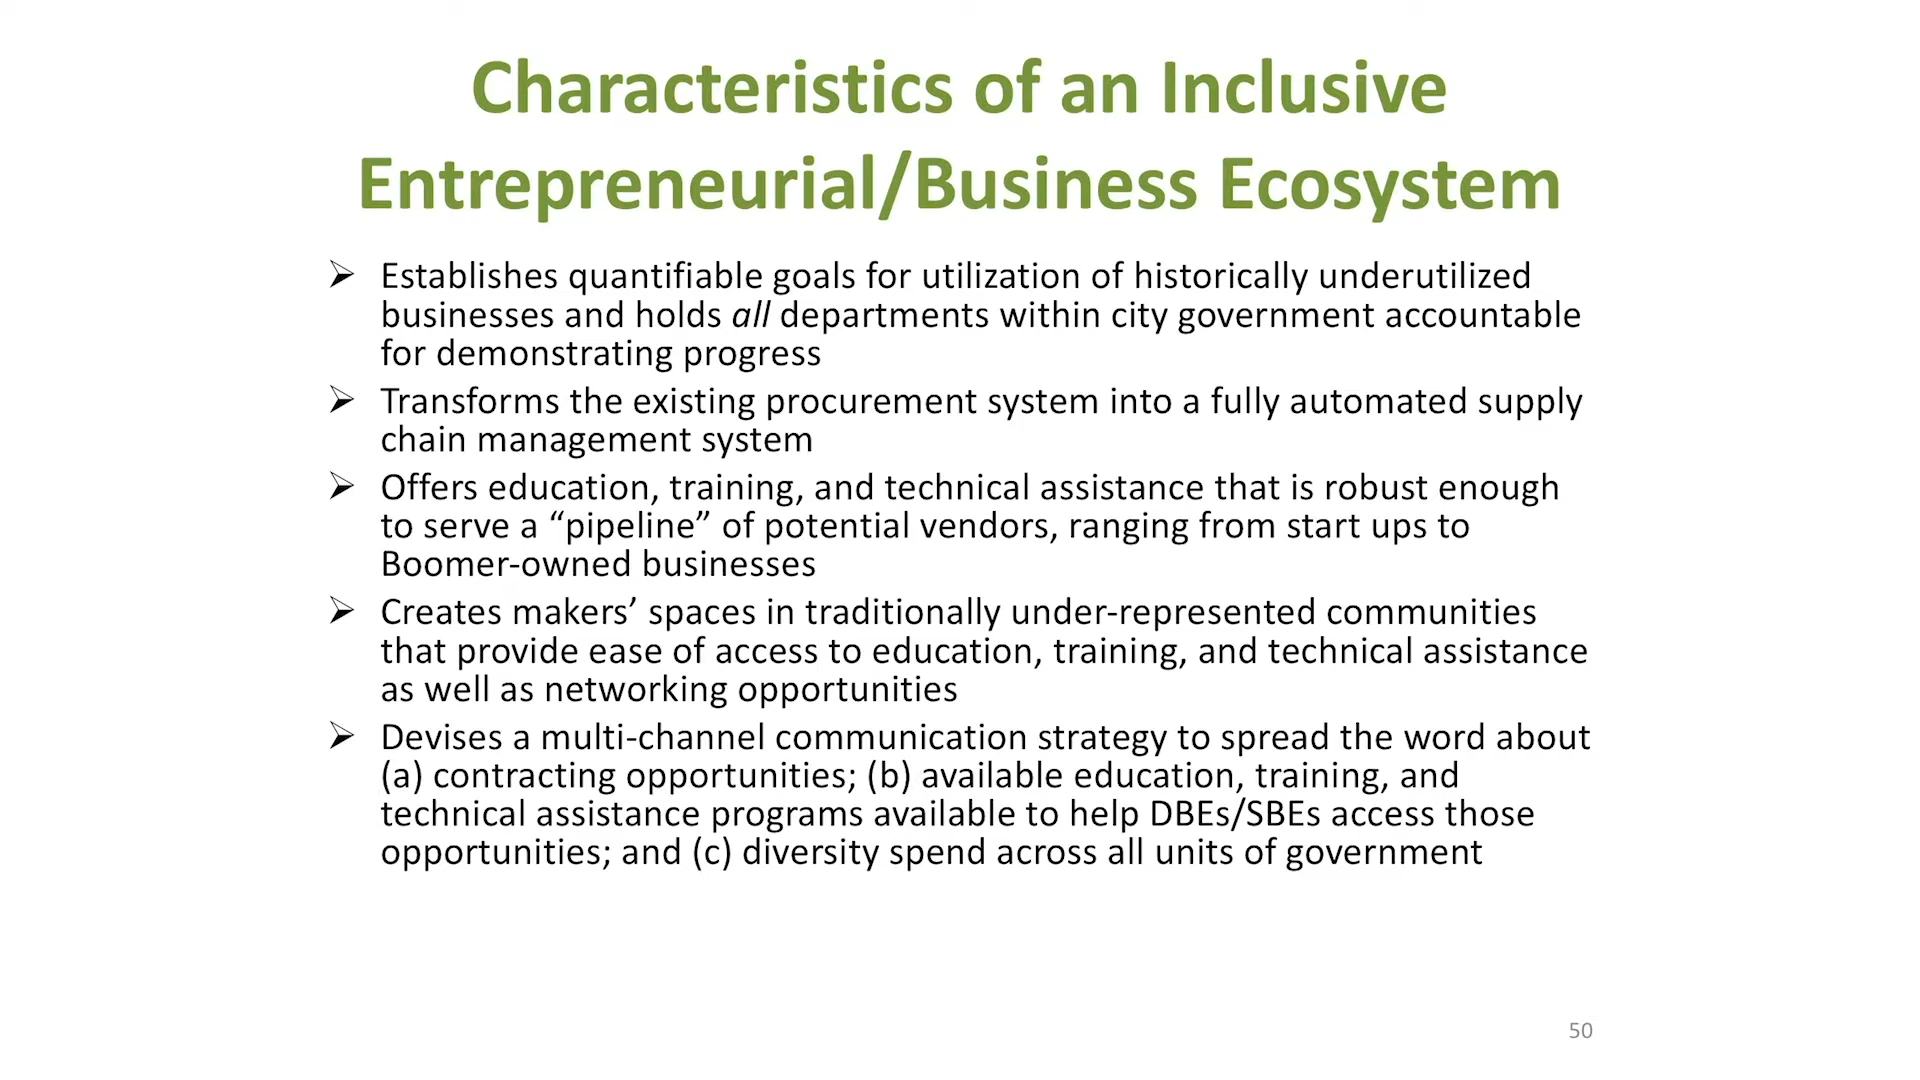 Characteristics of an Inclusive
Entrepreneurial/Business Ecosystem
➢ Establishes quantifiable goals for utilization of historically underutilized
businesses and holds all departments within city government accountable
for demonstrating progress
➢ Transforms the existing procurement system into a fully automated supply
chain management system
➢ Offers education, training, and technical assistance that is robust enough
to serve a “pipeline” of potential vendors, ranging from start ups to
Boomer-owned businesses
➢ Creates makers’ spaces in traditionally under-represented communities
that provide ease of access to education, training, and technical assistance
as well as networking opportunities
➢ Devises a multi-channel communication strategy to spread the word about
(a) contracting opportunities; (b) available education, training, and
technical assistance programs available to help DBEs/SBEs access those
opportunities; and (c) diversity spend across all units of government
50